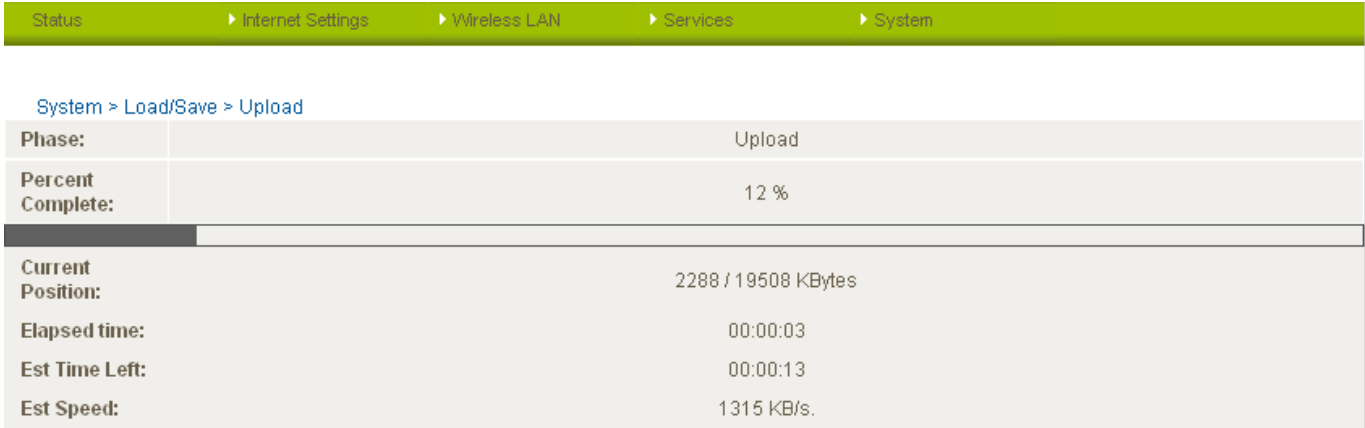 Status Internet Settings Wireless LAN Services System
System > Load/Save > Upload
Phase: Upload
Percent
Complete: 12 %
Current
Position: 2288 / 19508 KBytes
Elapsed time: 00:00:03
Est Time Left: 00:00:13
Est Speed: 1315 KB/s.